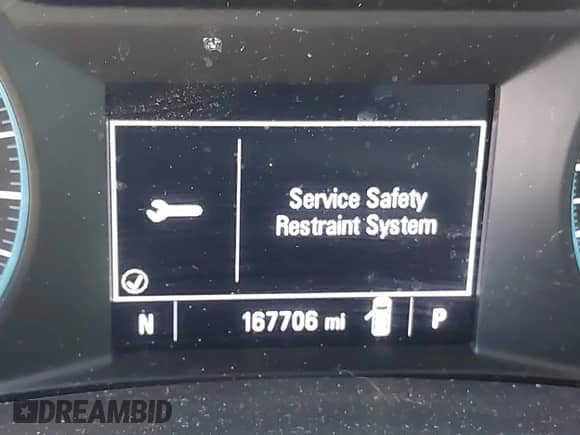 Service Safety
Restraint System
N 167706 mi P
DREAMBID